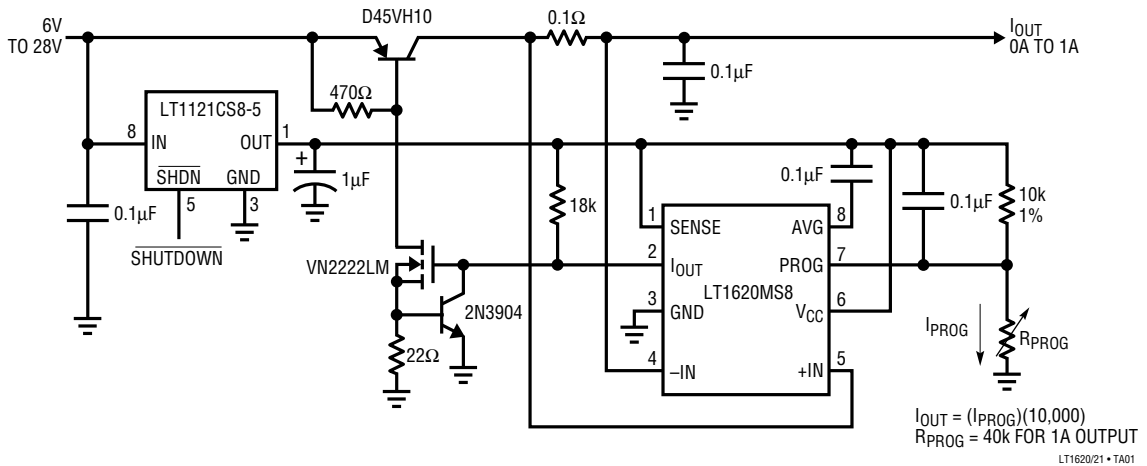 D45VH10
0.1Ω
6V
TO 28V
IOUT
0A TO 1A
0.1µF
470Ω
LT1121CS8-5
8
IN
OUT
1
SHDN
GND
5
3
+
1µF
0.1µF
SHUTDOWN
18k
0.1µF
0.1µF
10k
1%
1
SENSE
AVG
8
VN2222LM
2
IOUT
PROG
7
LT1620MS8
2N3904
3
GND
VCC
6
IPROG
RPROG
22Ω
4
–IN
+IN
5
IOUT = (IPROG)(10,000)
RPROG = 40k FOR 1A OUTPUT
LT1620/21 • TA01